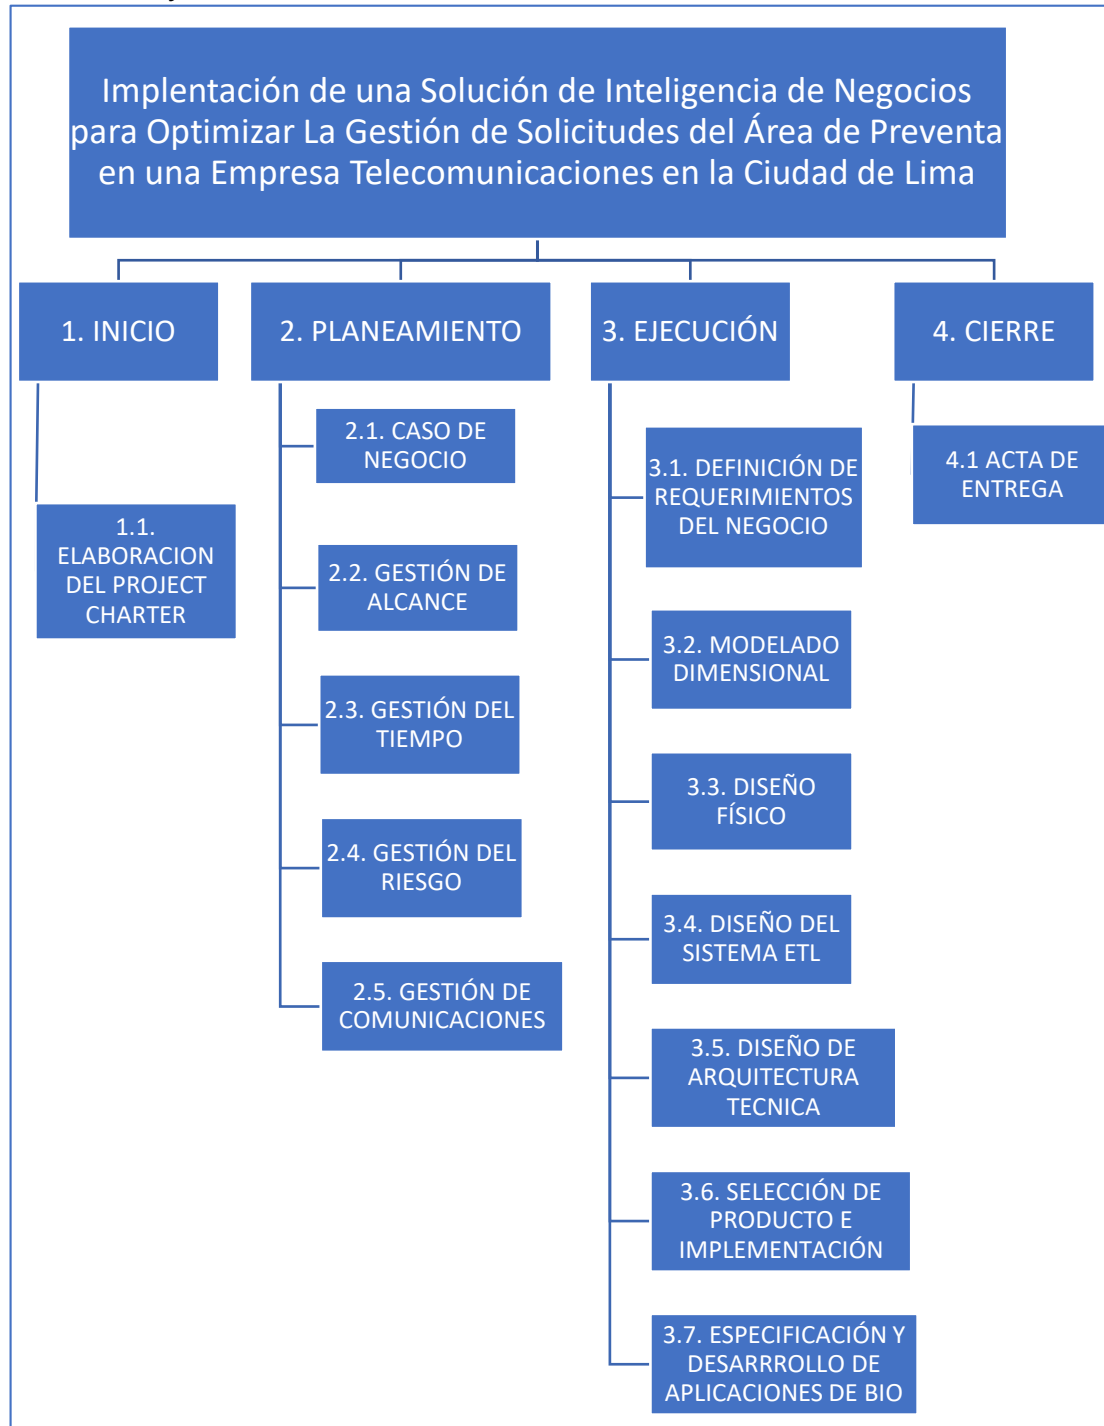 Implentación de una Solución de Inteligencia de Negocios
para Optimizar La Gestión de Solicitudes del Área de Preventa
en una Empresa Telecomunicaciones en la Ciudad de Lima
1. INICIO
1.1.
ELABORACION
DEL PROJECT
CHARTER
2. PLANEAMIENTO
2.1. CASO DE
NEGOCIO
2.2. GESTIÓN DE
ALCANCE
2.3. GESTIÓN DEL
TIEMPO
2.4. GESTIÓN DEL
RIESGO
2.5. GESTIÓN DE
COMUNICACIONES
3. EJECUCIÓN
3.1. DEFINICIÓN DE
REQUERIMIENTOS
DEL NEGOCIO
3.2. MODELADO
DIMENSIONAL
3.3. DISEÑO
FÍSICO
3.4. DISEÑO DEL
SISTEMA ETL
3.5. DISEÑO DE
ARQUITECTURA
TECNICA
3.6. SELECCIÓN DE
PRODUCTO E
IMPLEMENTACIÓN
3.7. ESPECIFICACIÓN Y
DESARRROLLO DE
APLICACIONES DE BIO
4. CIERRE
4.1 ACTA DE
ENTREGA